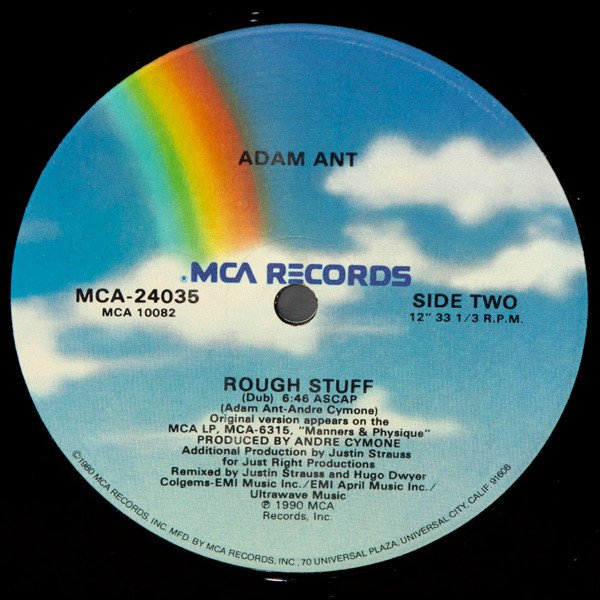 ADAM ANT
® MCA RECORDS
MCA-24035
MCA 10082
SIDE TWO
12" 33 1/3 R.P.M.
ROUGH STUFF
(Dub) 6:46 ASCAP
(Adam Ant-Andre Cymone)
Original version appears on the
MCA LP, MCA-6315, "Manners & Physique"
PRODUCED BY ANDRE CYMONE
Additional Production by Justin Strauss
for Just Right Productions
Remixed by Justin Strauss and Hugo Dwyer
Colgems-EMI Music Inc./EMI April Music Inc./
Ultrawave Music
℗ 1990 MCA
Records, Inc.
©1980 MCA RECORDS, INC. MFD. BY MCA RECORDS, INC., 70 UNIVERSAL PLAZA, UNIVERSAL CITY, CALIF. 91608